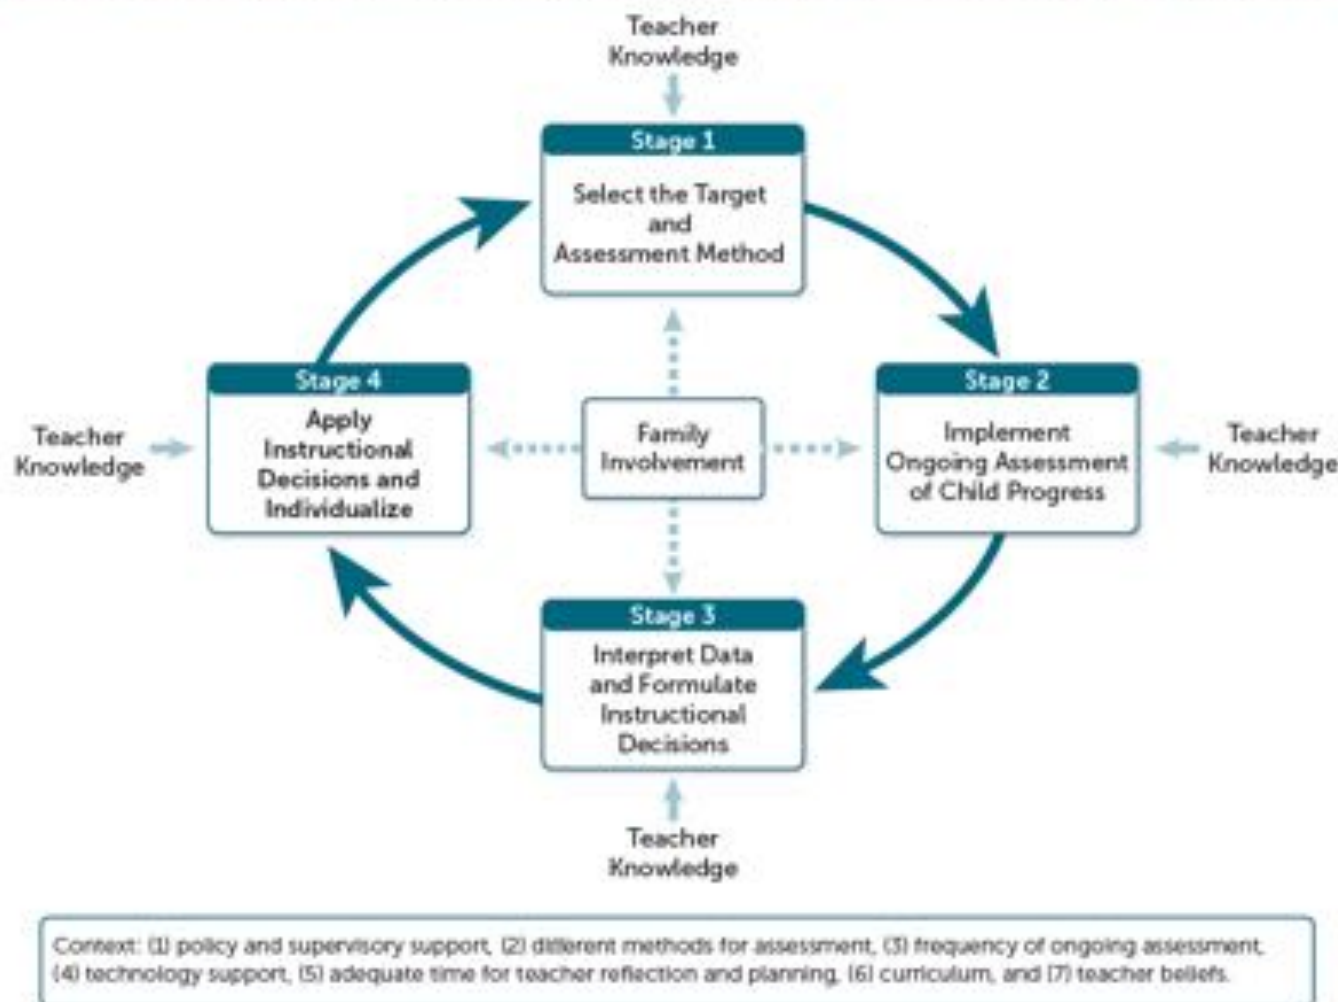 Teacher
Knowledge
Stage 1
Select the Target
and
Assessment Method
Stage 4
Apply
Instructional
Decisions and
Individualize
Teacher
Knowledge
Family
Involvement
Stage 2
Implement
Ongoing Assessment
of Child Progress
Teacher
Knowledge
Stage 3
Interpret Data
and Formulate
Instructional
Decisions
Teacher
Knowledge
Context: (1) policy and supervisory support, (2) different methods for assessment, (3) frequency of ongoing assessment,
(4) technology support, (5) adequate time for teacher reflection and planning, (6) curriculum, and (7) teacher beliefs.